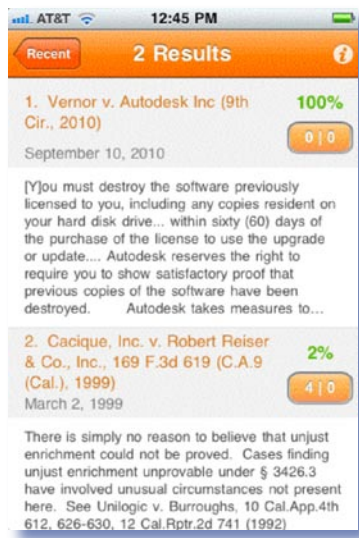 AT&T 12:45 PM
Recent 2 Results i
1. Vernor v. Autodesk Inc (9th 100%
Cir., 2010) 0|0
September 10, 2010
[Y]ou must destroy the software previously
licensed to you, including any copies resident on
your hard disk drive... within sixty (60) days of
the purchase of the license to use the upgrade
or update.... Autodesk reserves the right to
require you to show satisfactory proof that
previous copies of the software have been
destroyed. Autodesk takes measures to...
2. Cacique, Inc. v. Robert Reiser 2%
& Co., Inc., 169 F.3d 619 (C.A.9
(Cal.), 1999) 4|0
March 2, 1999
There is simply no reason to believe that unjust
enrichment could not be proved. Cases finding
unjust enrichment unprovable under § 3426.3
have involved unusual circumstances not present
here. See Unilogic v. Burroughs, 10 Cal.App.4th
612, 626-630, 12 Cal.Rptr.2d 741 (1992)